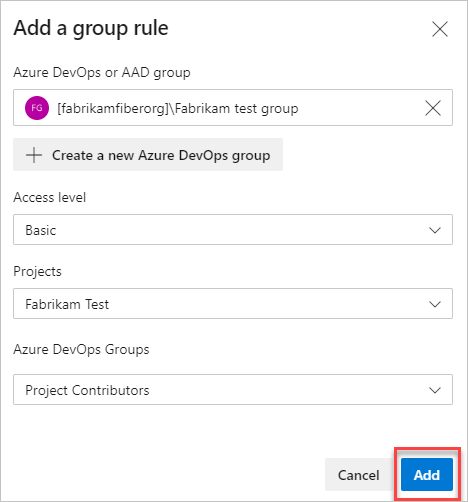 Add a group rule
Azure DevOps or AAD group
FG [fabrikamfiberorg]\Fabrikam test group
Create a new Azure DevOps group
Access level
Basic
Projects
Fabrikam Test
Azure DevOps Groups
Project Contributors
Cancel Add